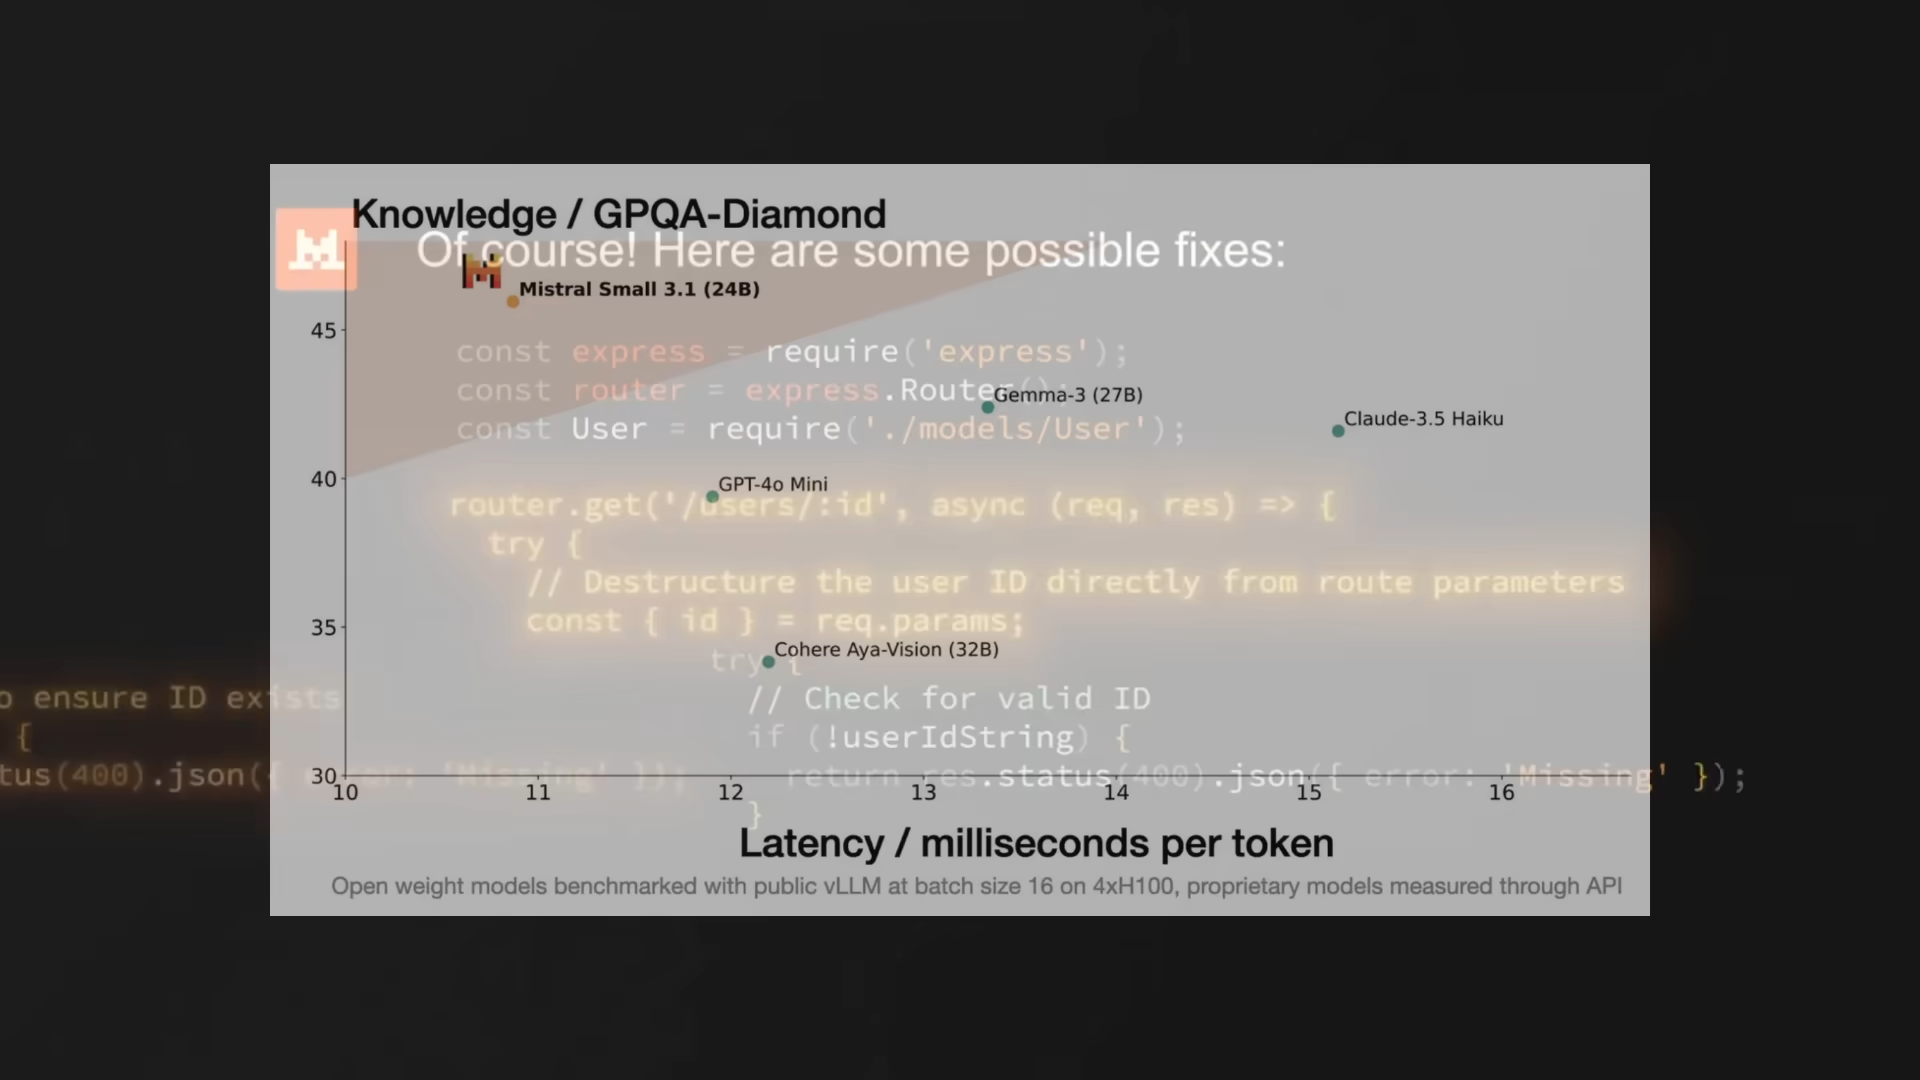 Knowledge / GPQA-Diamond
Of course! Here are some possible fixes:
Mistral Small 3.1 (24B)
45
const express = require('express');
const router = express.Router();
Gemma-3 (27B)
Claude-3.5 Haiku
const User = require('./models/User');
40
GPT-4o Mini
router.get('/users/:id', async (req, res) => {
try {
// Destructure the user ID directly from route parameters
const { id } = req.params;
35
Cohere Aya-Vision (32B)
try {
o ensure ID exists
// Check for valid ID
{
if (!userIdString) {
tus(400).json({ error: 'Missing' });
return res.status(400).json({ error: 'Missing' });
30
10 11 12 13 14 15 16
}
Latency / milliseconds per token
Open weight models benchmarked with public vLLM at batch size 16 on 4xH100, proprietary models measured through API